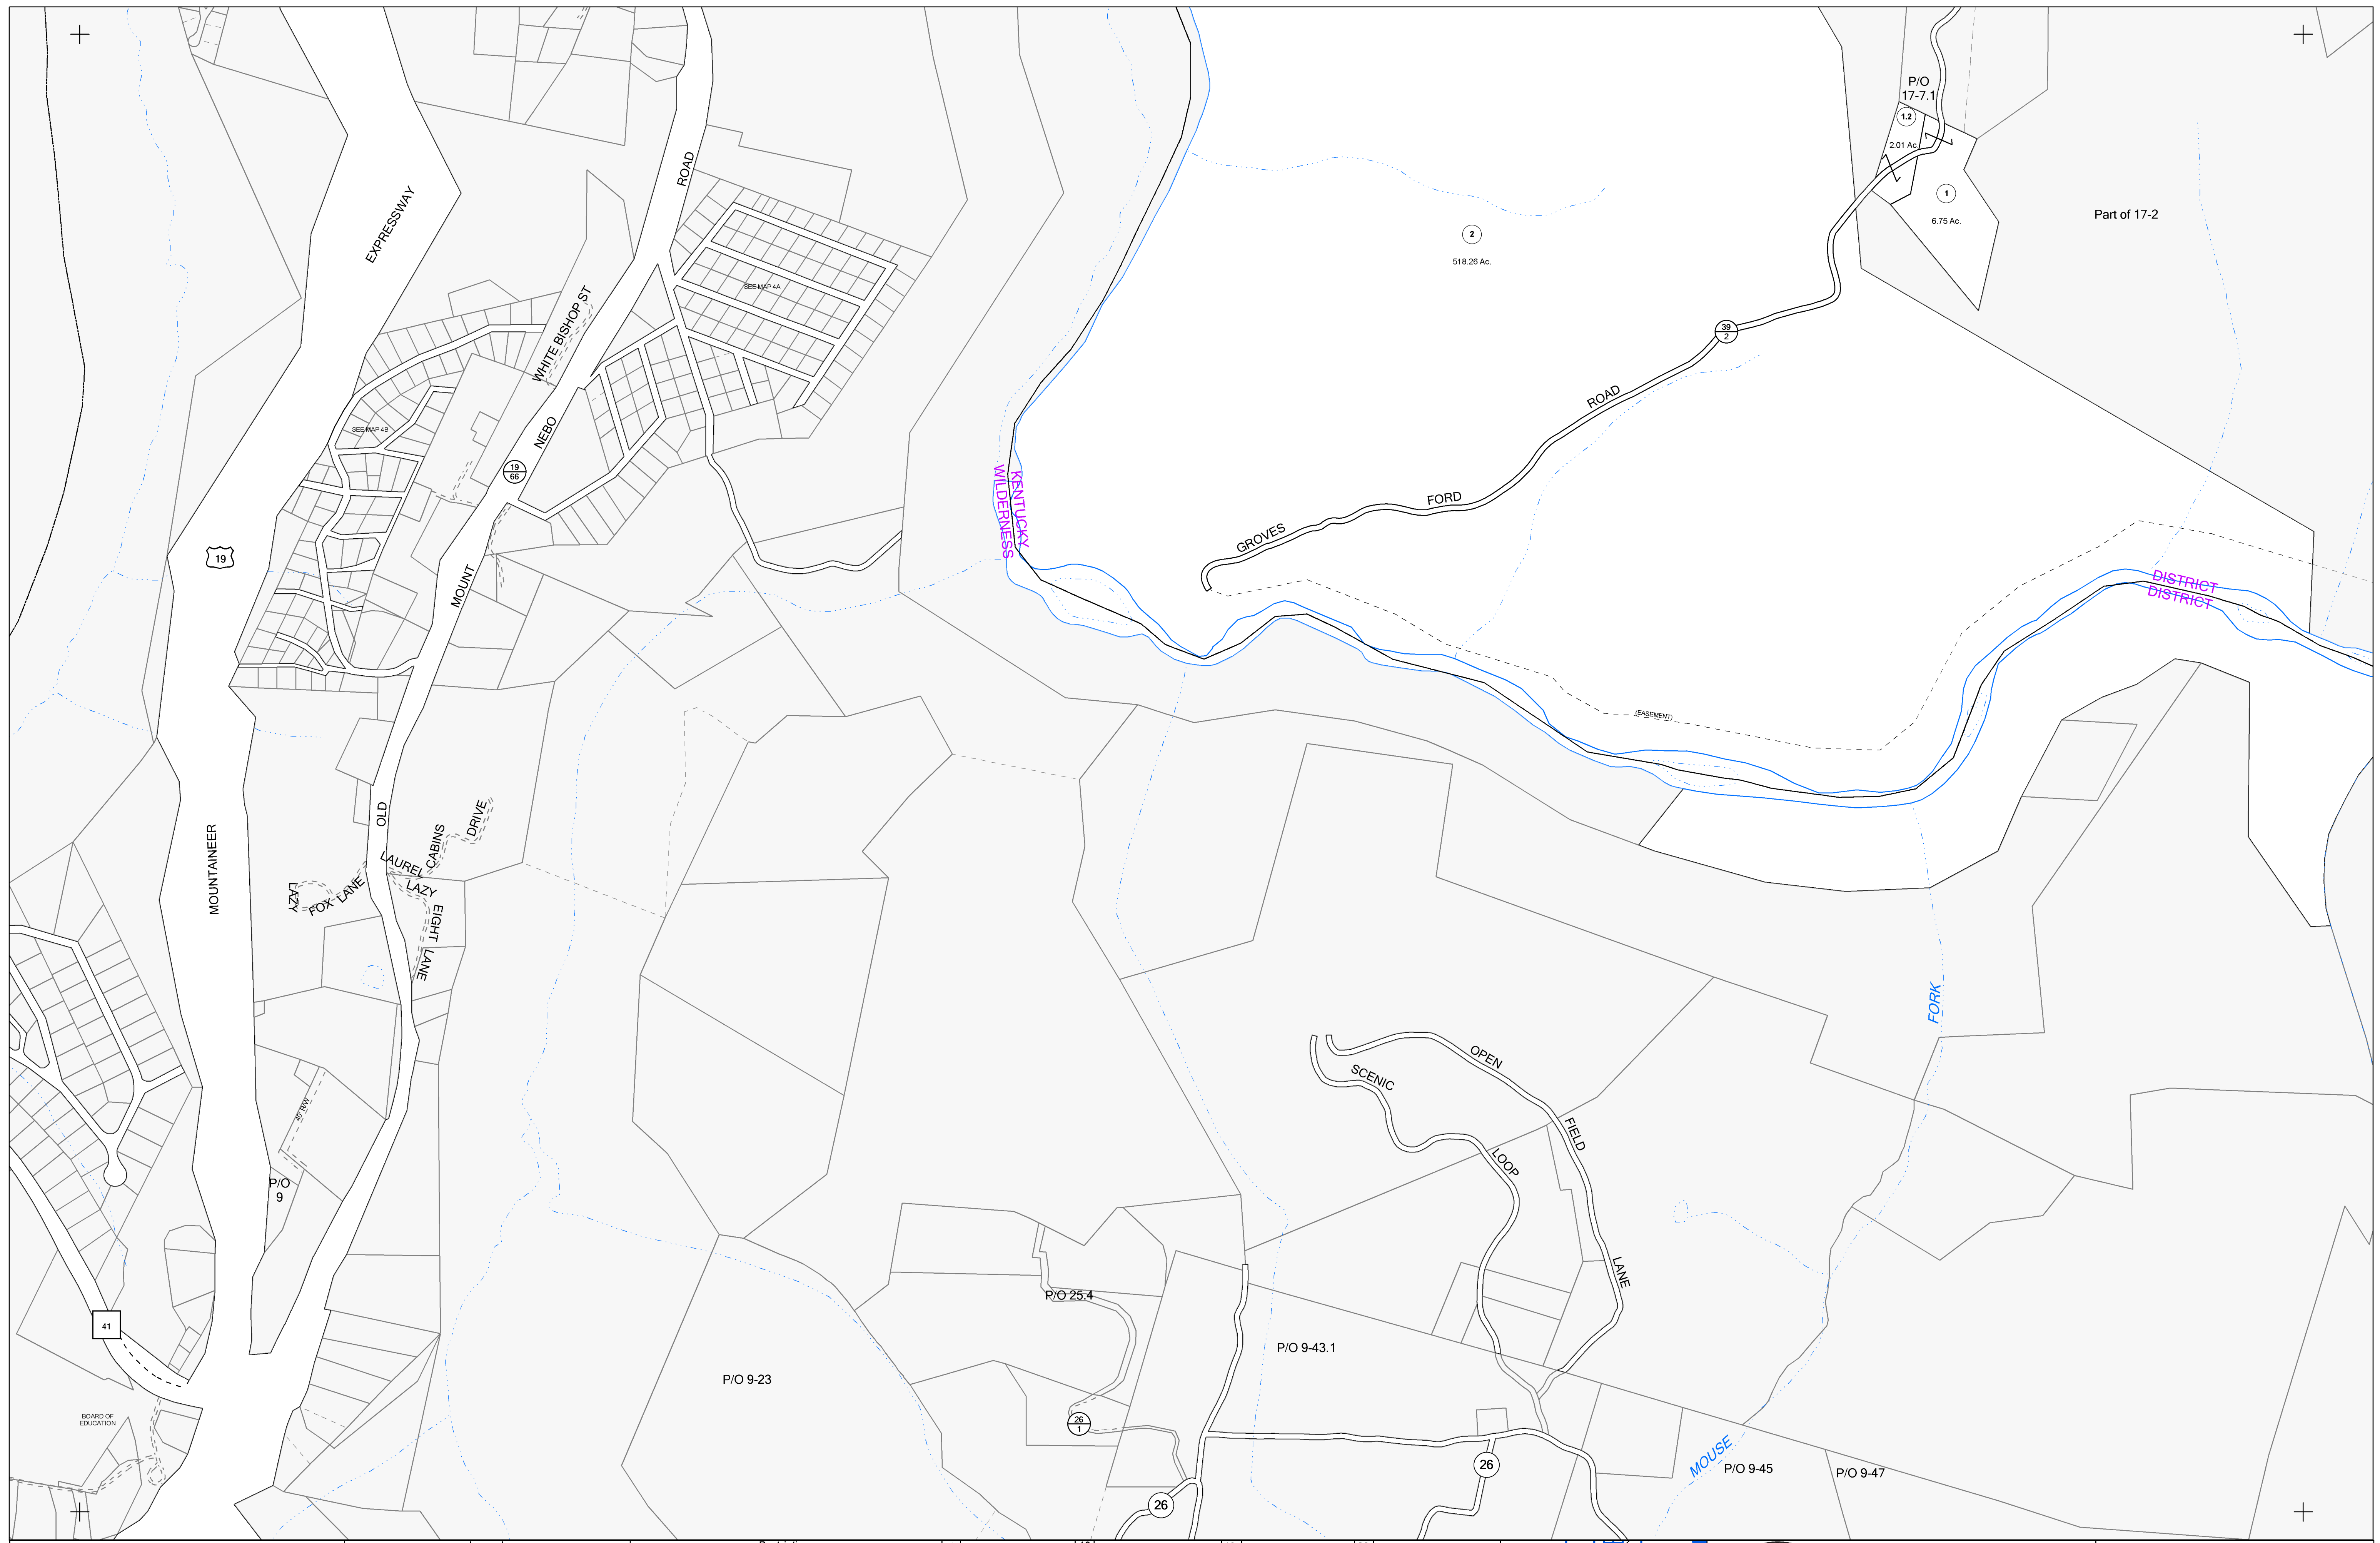 P/O
17-7.1
1.2
2.01 Ac.
1
6.75 Ac.
Part of 17-2
2
518.26 Ac.
EXPRESSWAY
ROAD
SEE MAP 4A
WHITE BISHOP ST
39
2
ROAD
SEE MAP 4B
NEBO
19
66
KENTUCKY
WILDERNESS
FORD
GROVES
19
MOUNT
DISTRICT
DISTRICT
(EASEMENT)
OLD
MOUNTAINEER
LAUREL CABINS DRIVE
LAZY FOX LANE
LAZY EIGHT LANE
FORK
OPEN
SCENIC
40' R/W
FIELD
LOOP
P/O
9
LANE
P/O 25.4
41
P/O 9-43.1
P/O 9-23
BOARD OF
EDUCATION
26
1
26
MOUSE
P/O 9-45
P/O 9-47
26